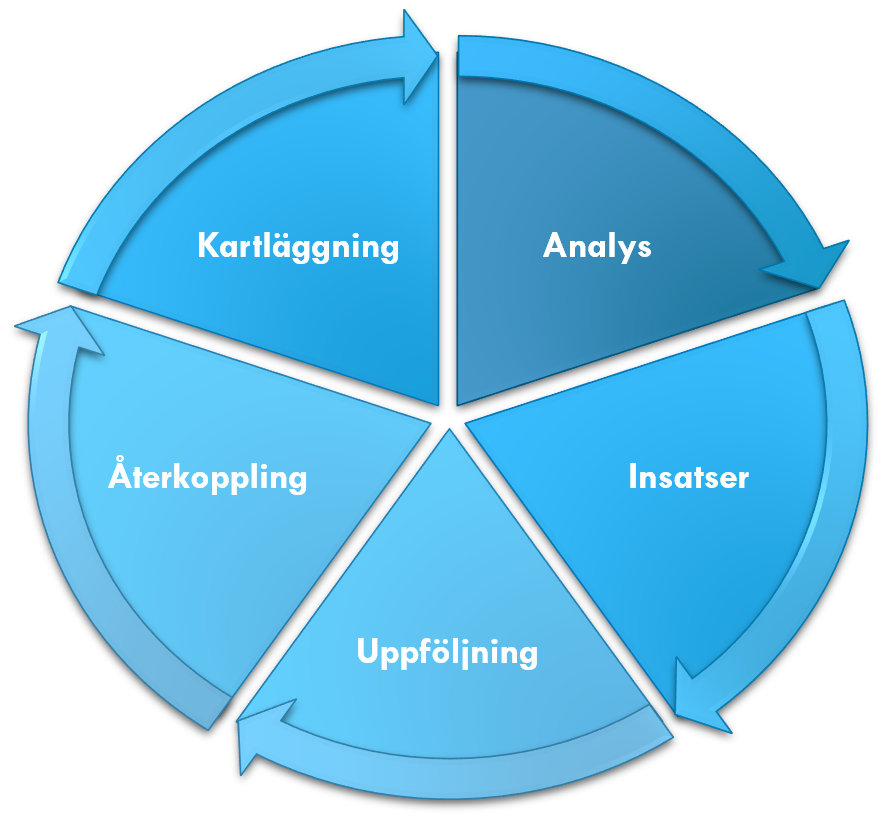 Kartläggning
Analys
Återkoppling
Insatser
Uppföljning